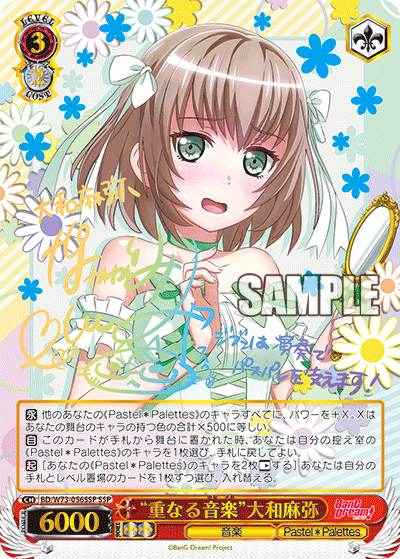 LEVEL
3
2
COST
大和麻弥、
SAMPLE
ジブンは演奏で
パスパレを支えます！
永 他のあなたの《Pastel＊Palettes》のキャラすべてに、パワーを＋X。Xは
あなたの舞台のキャラの持つ色の合計×500に等しい。
自 このカードが手札から舞台に置かれた時、あなたは自分の控え室の
《Pastel＊Palettes》のキャラを1枚選び、手札に戻してよい。
起 ［あなたの《Pastel＊Palettes》のキャラを2枚する］ あなたは自分の手
札とレベル置場のカードを1枚ずつ選び、入れ替える。
CH BD/W73-056SSP SSP
"重なる音楽"大和麻弥
BanG Dream!
6000
音楽
Pastel＊Palettes
©BanG Dream! Project